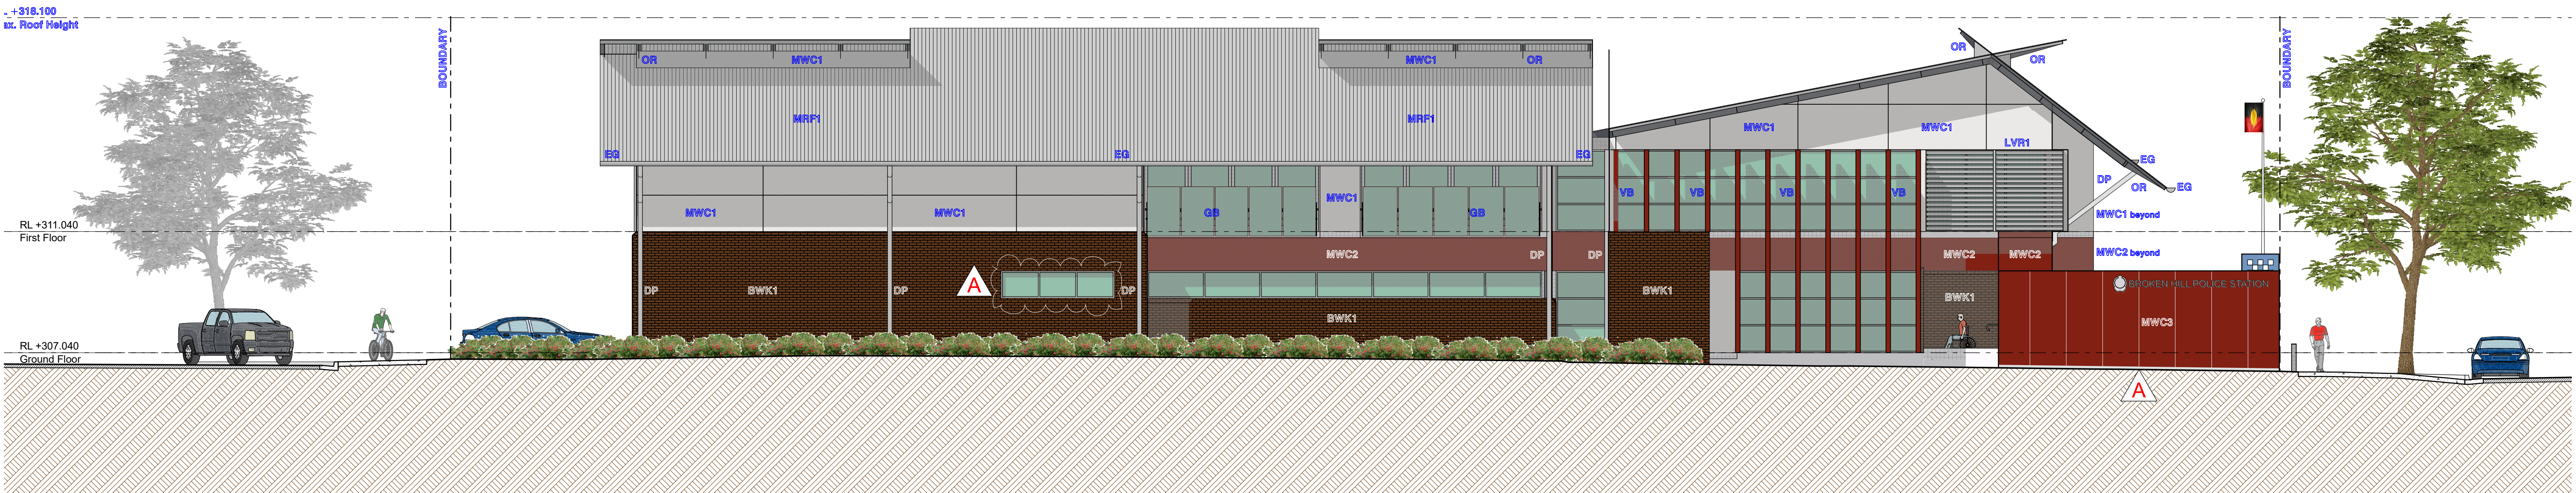 . +318.100
ax. Roof Height
BOUNDARY
OR
MWC1
MWC1
OR
OR
OR
BOUNDARY
MRF1
MRF1
MWC1
MWC1
LVR1
EG
EG
EG
EG
DP
OR
EG
VB
VB
VB
VB
MWC1
MWC1
GB
MWC1
GB
MWC1 beyond
RL +311.040
First Floor
MWC2
DP
DP
MWC2
MWC2
MWC2 beyond
DP
BWK1
DP
A
DP
BWK1
BWK1
BROKEN HILL POLICE STATION
BWK1
MWC3
RL +307.040
Ground Floor
A